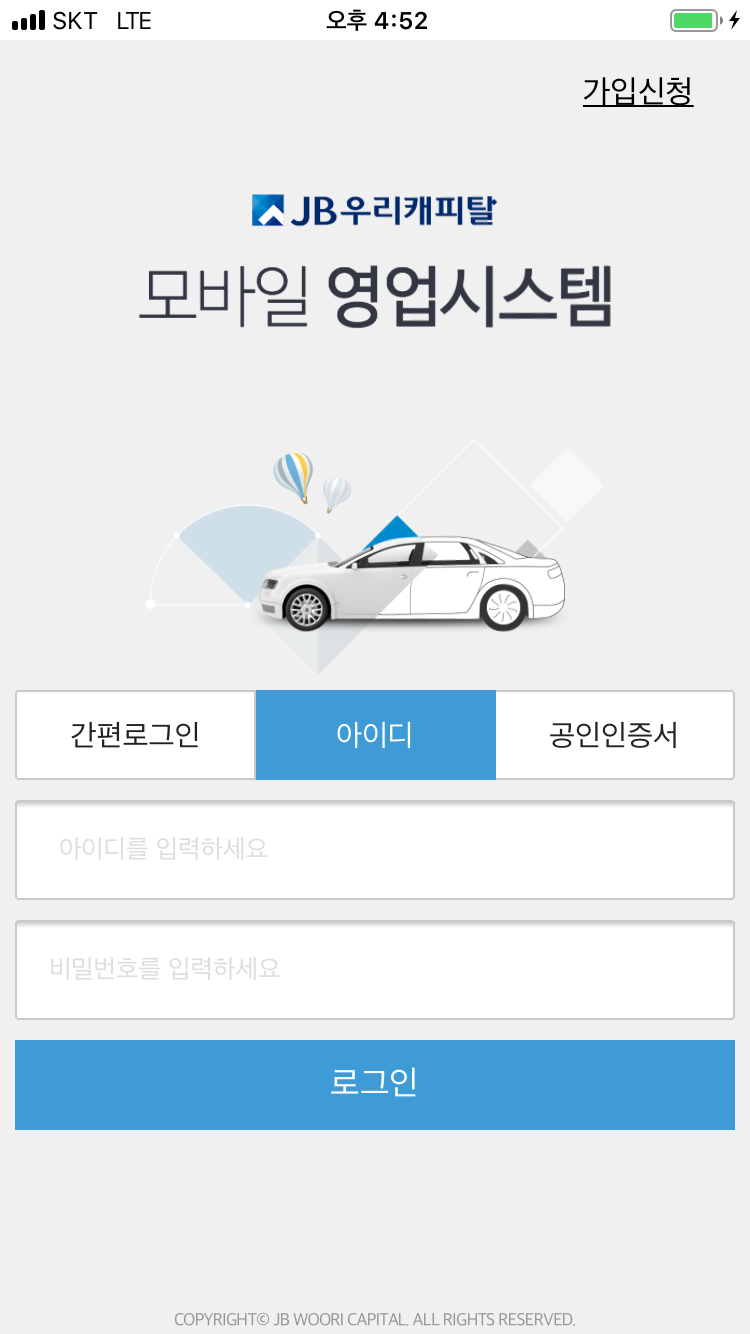 SKT LTE 오후 4:52
가입신청
JB우리캐피탈
모바일 영업시스템
간편로그인 아이디 공인인증서
아이디를 입력하세요
비밀번호를 입력하세요
로그인
COPYRIGHT© JB WOORI CAPITAL. ALL RIGHTS RESERVED.